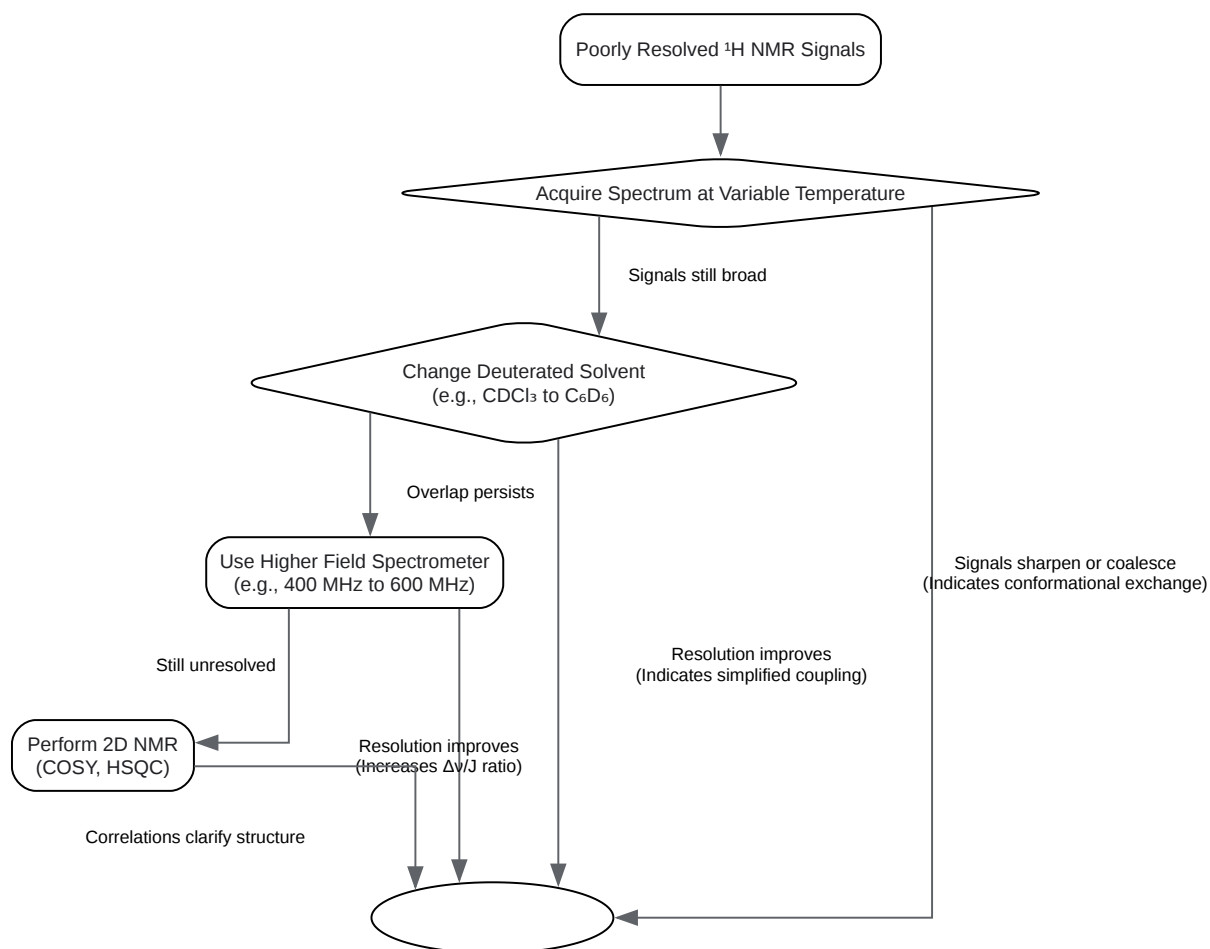 Poorly Resolved ¹H NMR Signals
Acquire Spectrum at Variable Temperature
Signals still broad
Change Deuterated Solvent
(e.g., CDCl₃ to C₆D₆)
Overlap persists
Use Higher Field Spectrometer
(e.g., 400 MHz to 600 MHz)
Signals sharpen or coalesce
(Indicates conformational exchange)
Still unresolved
Resolution improves
(Indicates simplified coupling)
Perform 2D NMR
(COSY, HSQC)
Resolution improves
(Increases Δν/J ratio)
Correlations clarify structure